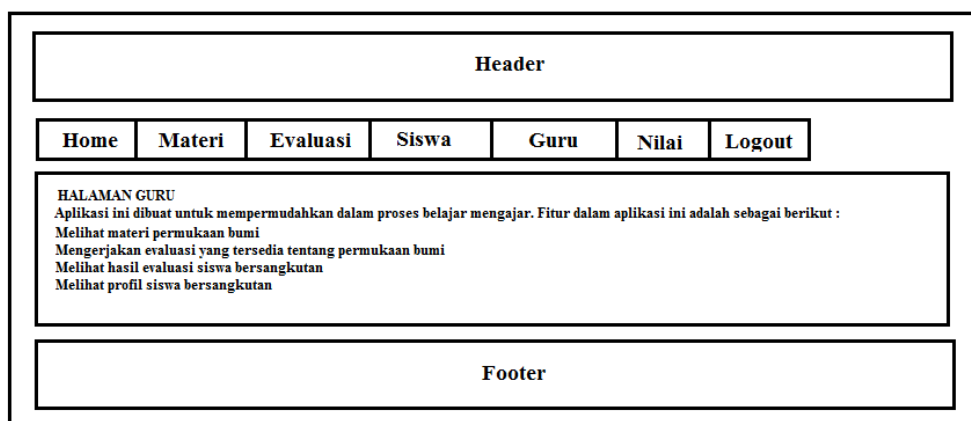 Header
Home Materi Evaluasi Siswa Guru Nilai Logout
HALAMAN GURU
Aplikasi ini dibuat untuk mempermudahkan dalam proses belajar mengajar. Fitur dalam aplikasi ini adalah sebagai berikut :
Melihat materi permukaan bumi
Mengerjakan evaluasi yang tersedia tentang permukaan bumi
Melihat hasil evaluasi siswa bersangkutan
Melihat profil siswa bersangkutan
Footer